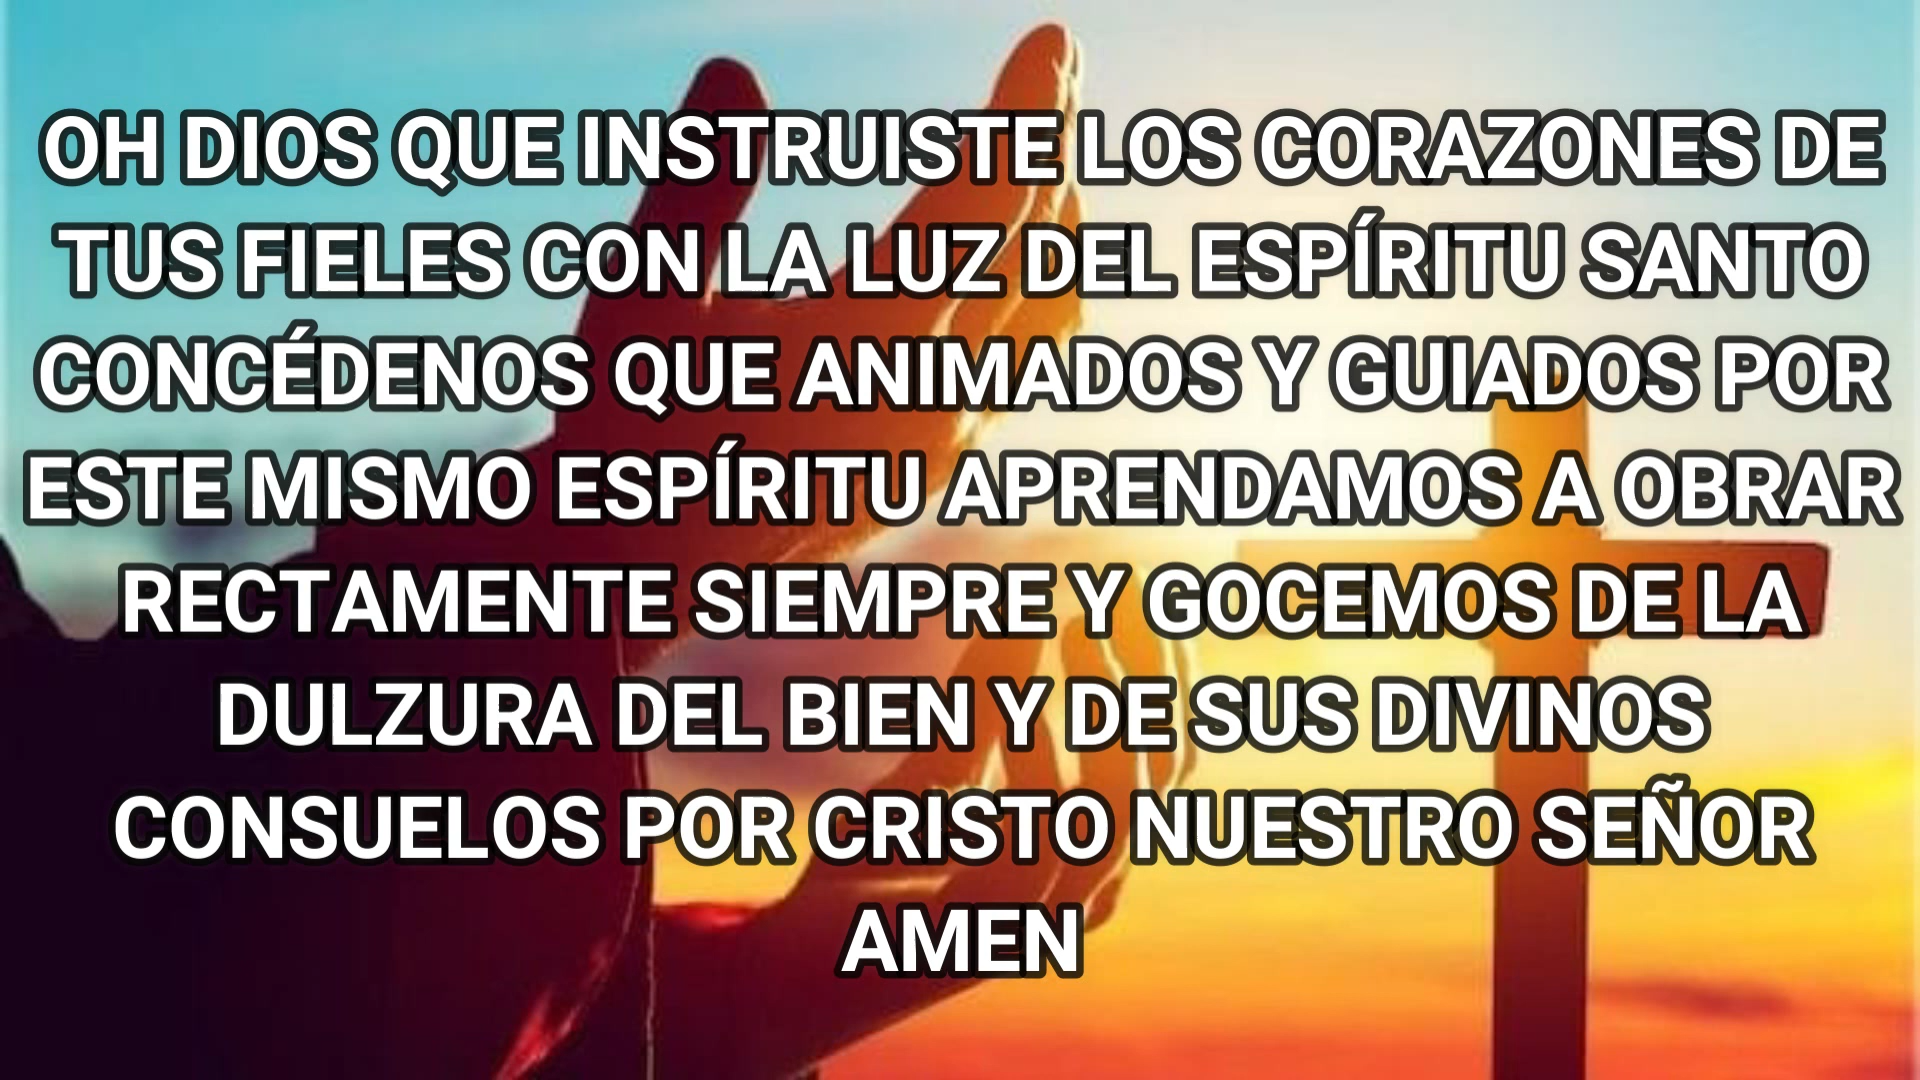 OH DIOS QUE INSTRUISTE LOS CORAZONES DE
TUS FIELES CON LA LUZ DEL ESPÍRITU SANTO
CONCÉDENOS QUE ANIMADOS Y GUIADOS POR
ESTE MISMO ESPÍRITU APRENDAMOS A OBRAR
RECTAMENTE SIEMPRE Y GOCEMOS DE LA
DULZURA DEL BIEN Y DE SUS DIVINOS
CONSUELOS POR CRISTO NUESTRO SEÑOR
AMEN